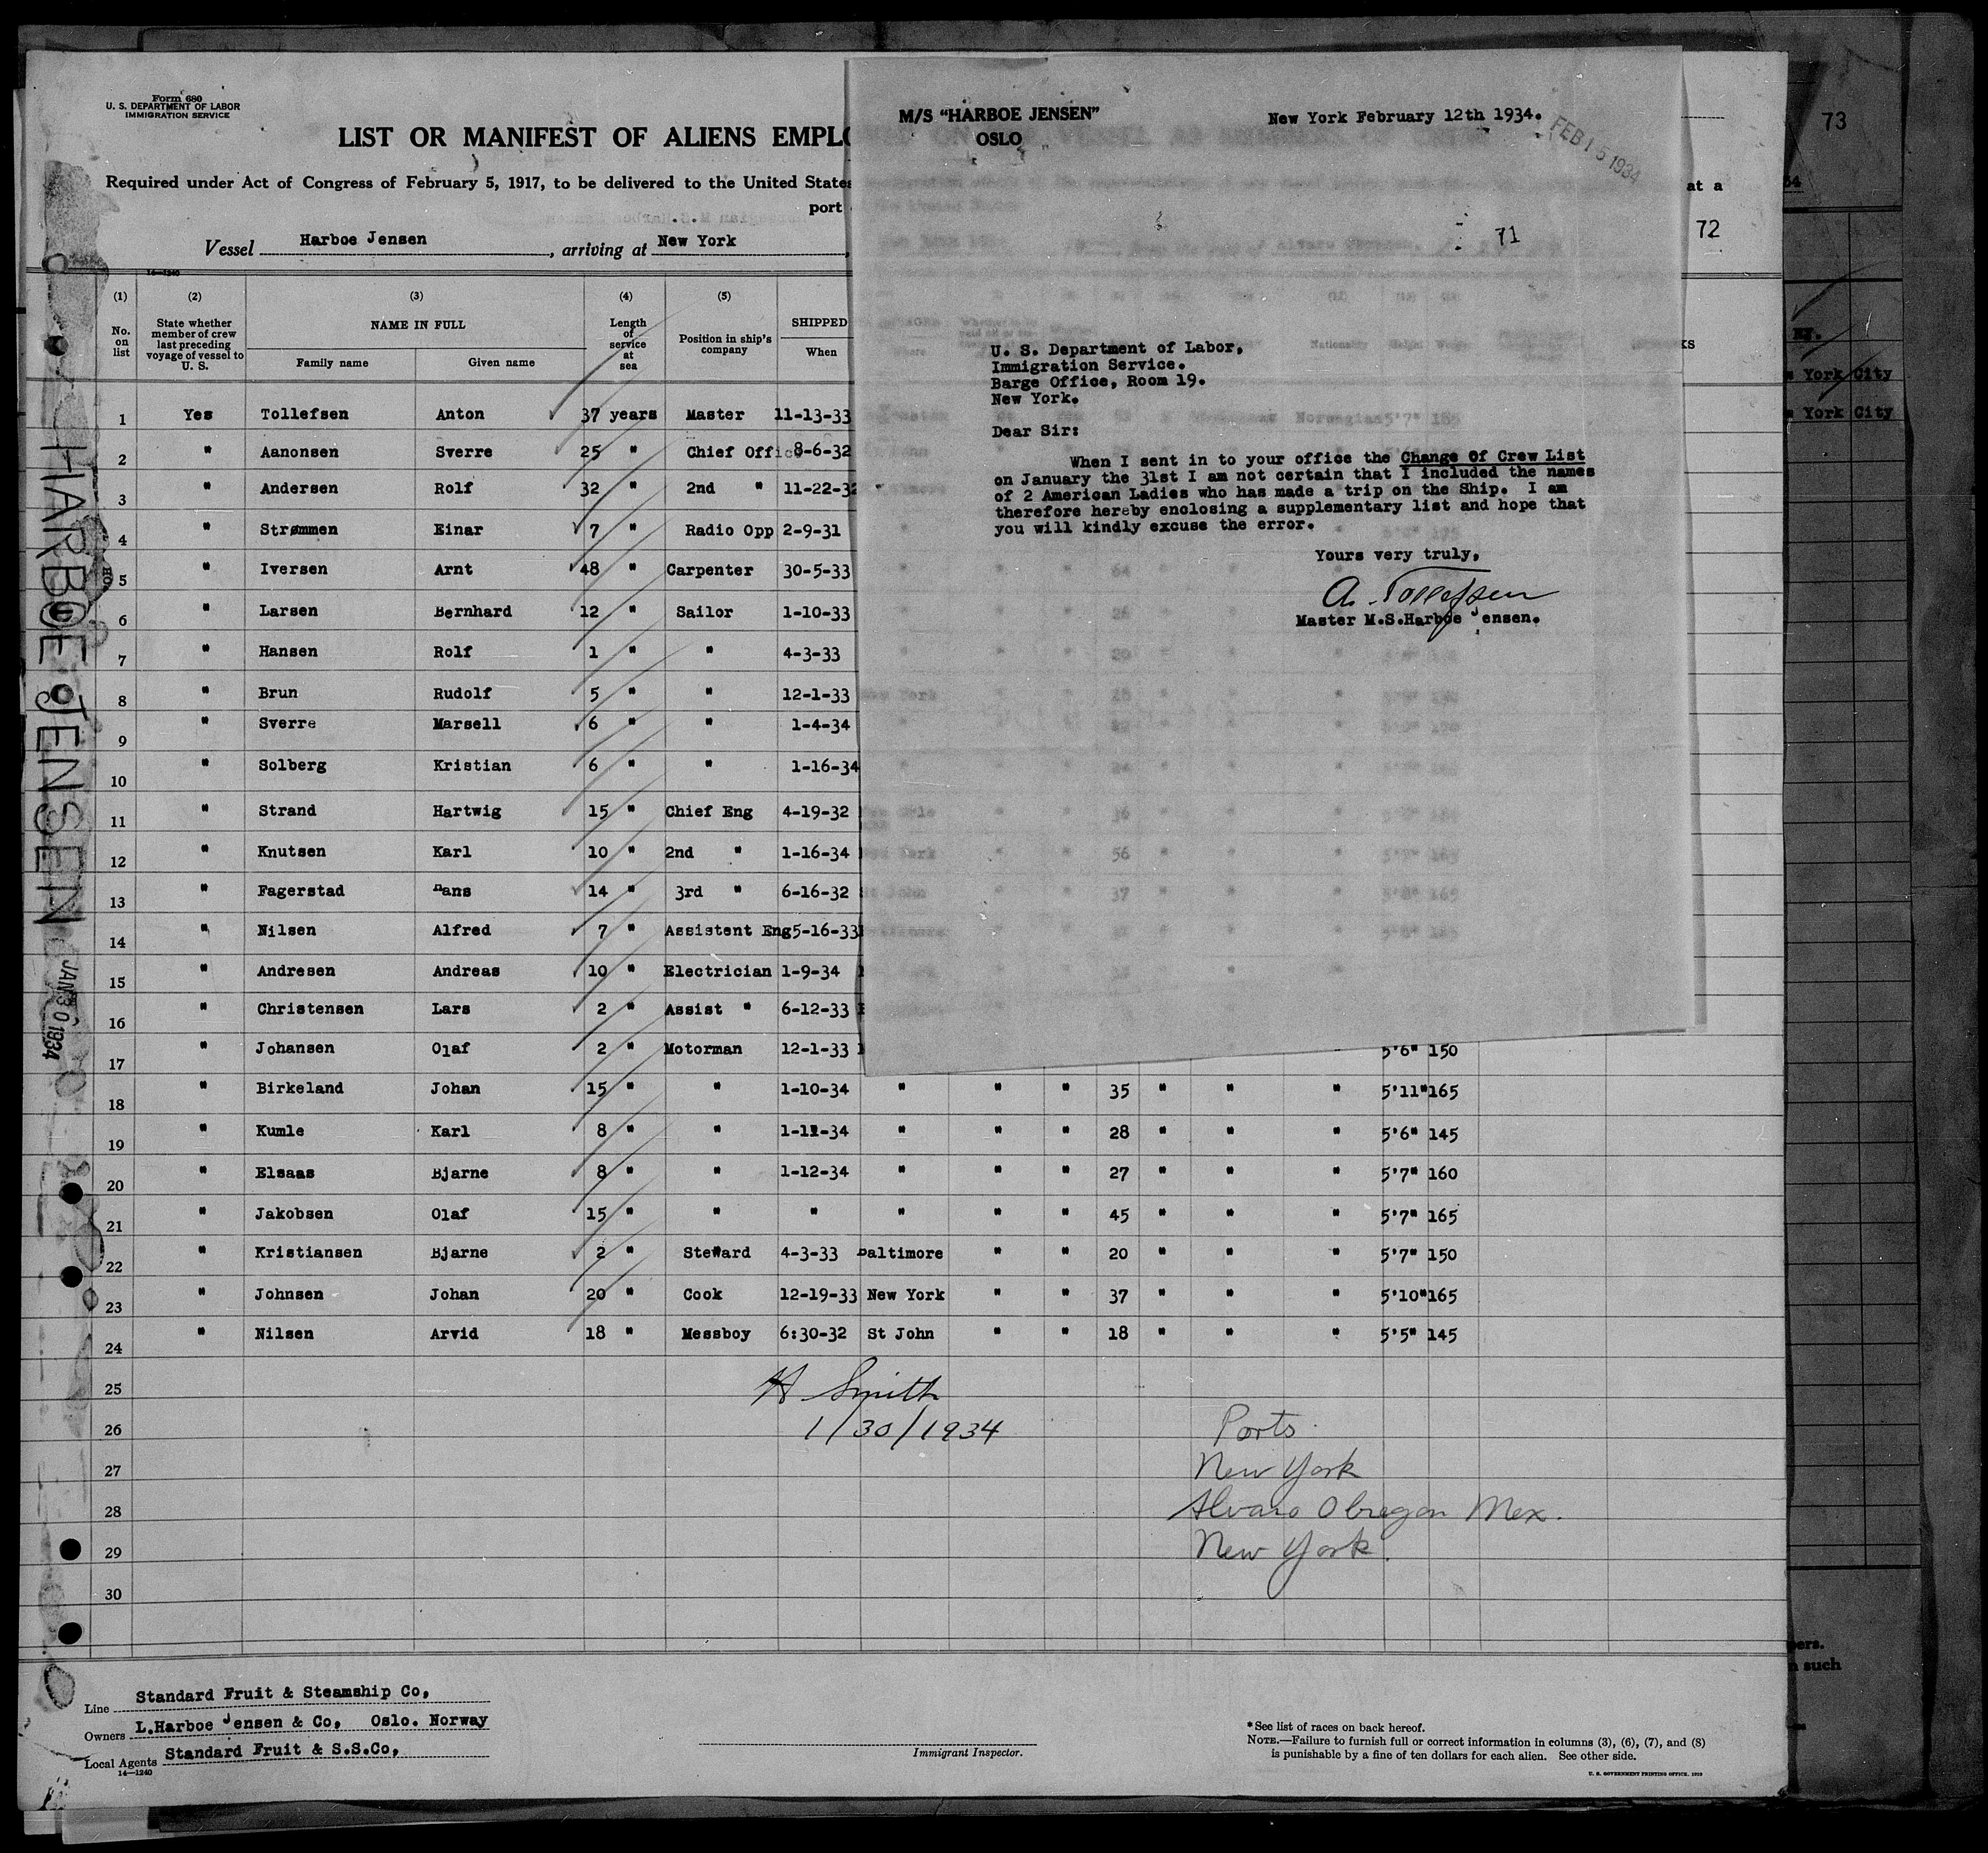 Form 680
U. S. DEPARTMENT OF LABOR
IMMIGRATION SERVICE
LIST OR MANIFEST OF ALIENS EMPLO
Required under Act of Congress of February 5, 1917, to be delivered to the United States
at a
port
72
Vessel Harboe Jensen, arriving at New York
14—1240
(1) (2) (3) (4) (5)
No. on list
State whether member of crew last preceding voyage of vessel to U. S.
NAME IN FULL
Family name Given name
Length of service at sea
Position in ship's company
SHIPPED
When
KS
1 Yes Tollefsen Anton 37 years Master 11-13-33
2 " Aanonsen Sverre 25 " Chief Offic 8-6-32
3 " Andersen Rolf 32 " 2nd " 11-22-32
4 " Strømmen Einar 7 " Radio Opp 2-9-31
5 " Iversen Arnt 48 " Carpenter 30-5-33
6 " Larsen Bernhard 12 " Sailor 1-10-33
7 " Hansen Rolf 1 " " 4-3-33
8 " Brun Rudolf 5 " " 12-1-33
9 " Sverre Marsell 6 " " 1-4-34
10 " Solberg Kristian 6 " " 1-16-34
11 " Strand Hartwig 15 " Chief Eng 4-19-32
12 " Knutsen Karl 10 " 2nd " 1-16-34
13 " Fagerstad Hans 14 " 3rd " 6-16-32
14 " Nilsen Alfred 7 " Assistent Eng 5-16-33
15 " Andresen Andreas 10 " Electrician 1-9-34
16 " Christensen Lars 2 " Assist " 6-12-33
17 " Johansen Olaf 2 " Motorman 12-1-33 5'6" 150
18 " Birkeland Johan 15 " " 1-10-34 " " " 35 " " " 5'11" 165
19 " Kumle Karl 8 " " 1-12-34 " " " 28 " " " 5'6" 145
20 " Elsaas Bjarne 8 " " 1-12-34 " " " 27 " " " 5'7" 160
21 " Jakobsen Olaf 15 " " " " " " 45 " " " 5'7" 165
22 " Kristiansen Bjarne 2 " Steward 4-3-33 Baltimore " " 20 " " " 5'7" 150
23 " Johnsen Johan 20 " Cook 12-19-33 New York " " 37 " " " 5'10" 165
24 " Nilsen Arvid 18 " Messboy 6:30-32 St John " " 18 " " " 5'5" 145
25
26
27
28
29
30
H Smith
1/30/1934
Ports
New York
Alvaro Obregon Mex.
New York.
Line Standard Fruit & Steamship Co,
Owners L.Harboe Jensen & Co, Oslo. Norway
Local Agents Standard Fruit & S.S.Co,
14—1240
Immigrant Inspector.
*See list of races on back hereof.
NOTE.—Failure to furnish full or correct information in columns (3), (6), (7), and (8)
is punishable by a fine of ten dollars for each alien. See other side.
U. S. GOVERNMENT PRINTING OFFICE. 1929
HARBOE JENSEN
JAN 30 1934
M/S "HARBOE JENSEN"
OSLO
New York February 12th 1934.
FEB 15 1934
71
U. S. Department of Labor,
Immigration Service.
Barge Office, Room 19.
New York.
Dear Sir:
When I sent in to your office the Change Of Crew List
on January the 31st I am not certain that I included the names
of 2 American Ladies who has made a trip on the Ship. I am
therefore hereby enclosing a supplementary list and hope that
you will kindly excuse the error.
Yours very truly,
A. Tollefsen
Master M.S.Harboe Jensen.
73
York City
York City
such